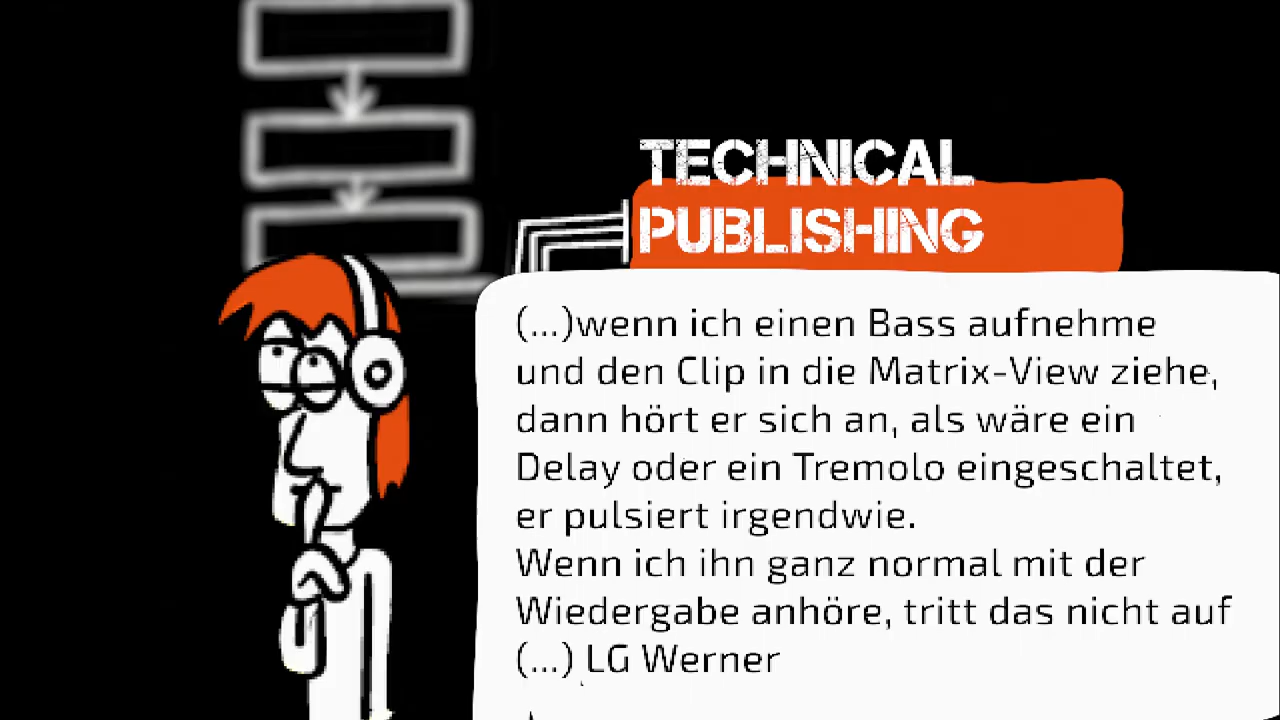 TECHNICAL
PUBLISHING
(...)wenn ich einen Bass aufnehme
und den Clip in die Matrix-View ziehe,
dann hört er sich an, als wäre ein
Delay oder ein Tremolo eingeschaltet,
er pulsiert irgendwie.
Wenn ich ihn ganz normal mit der
Wiedergabe anhöre, tritt das nicht auf
(...) LG Werner